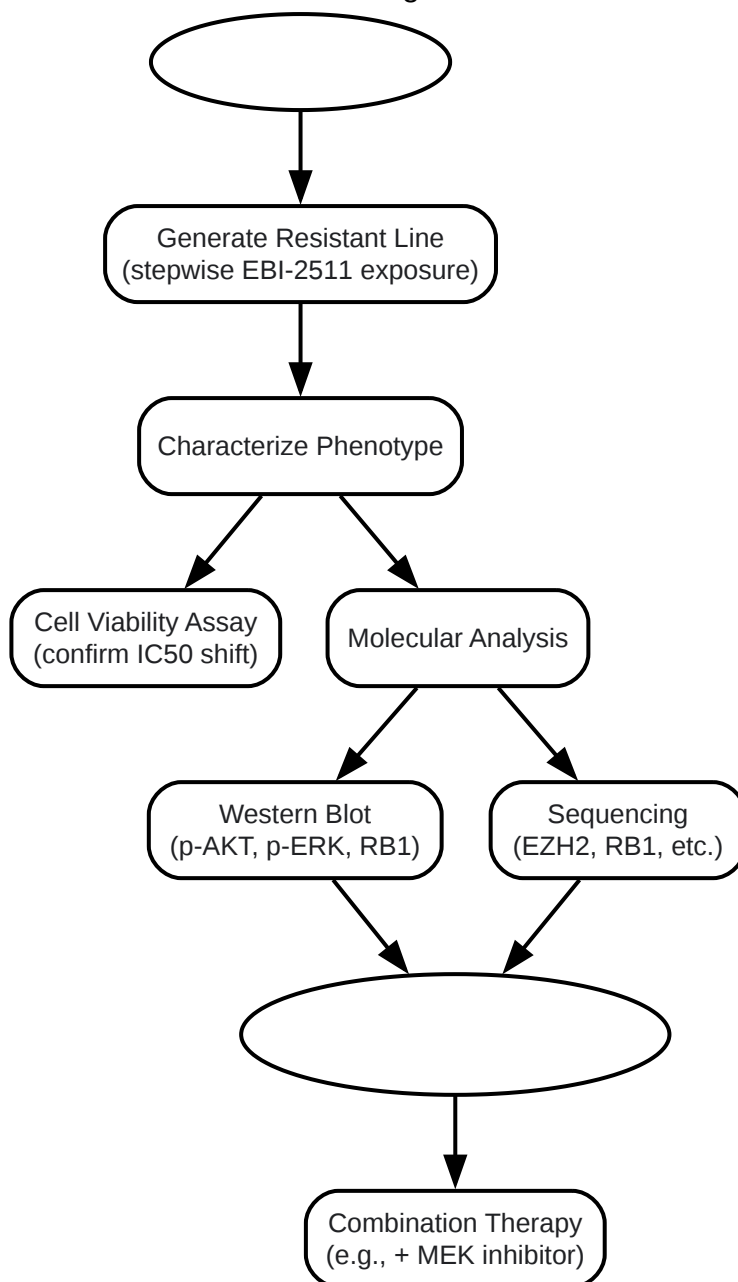 Generate Resistant Line
(stepwise EBI-2511 exposure)
Characterize Phenotype
Cell Viability Assay
(confirm IC50 shift)
Molecular Analysis
Western Blot
(p-AKT, p-ERK, RB1)
Sequencing
(EZH2, RB1, etc.)
Combination Therapy
(e.g., + MEK inhibitor)